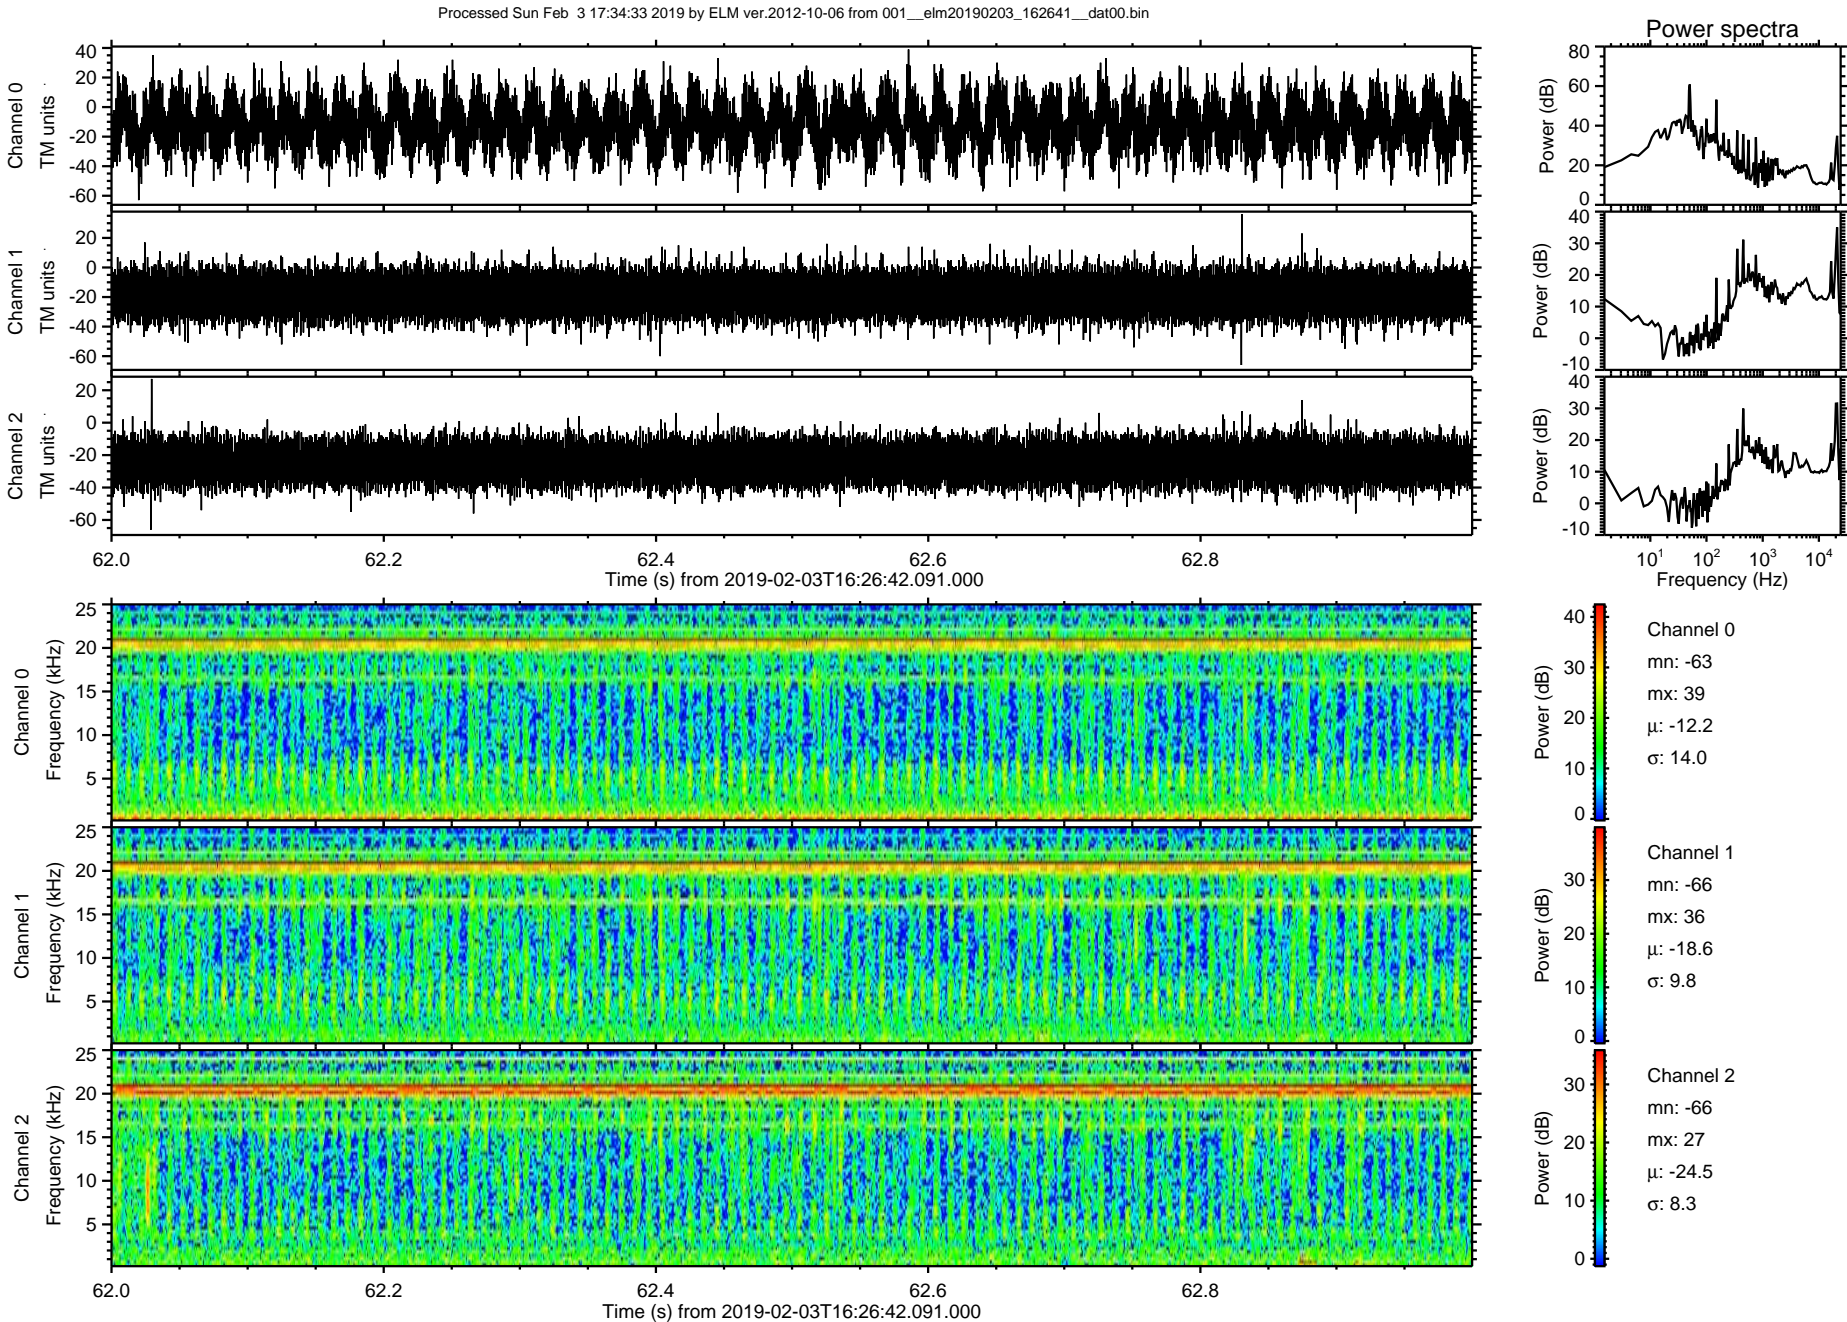 Processed Sun Feb  3 17:34:33 2019 by ELM ver.2012-10-06 from 001__elm20190203_162641__dat00.bin
Power spectra
Channel 0
TM units
40
20
0
-20
-40
-60
Power (dB)
80
60
40
20
0
Channel 1
TM units
20
0
-20
-40
-60
Power (dB)
40
30
20
10
0
-10
Channel 2
TM units
20
0
-20
-40
-60
Power (dB)
40
30
20
10
0
-10
62.0 62.2 62.4 62.6 62.8
Time (s) from 2019-02-03T16:26:42.091.000
10¹ 10² 10³ 10⁴
Frequency (Hz)
Channel 0
Frequency (kHz)
25
20
15
10
5
Power (dB)
40
30
20
10
0
Channel 0
mn: -63
mx: 39
μ: -12.2
σ: 14.0
Channel 1
Frequency (kHz)
25
20
15
10
5
Power (dB)
30
20
10
0
Channel 1
mn: -66
mx: 36
μ: -18.6
σ: 9.8
Channel 2
Frequency (kHz)
25
20
15
10
5
Power (dB)
30
20
10
0
Channel 2
mn: -66
mx: 27
μ: -24.5
σ: 8.3
62.0 62.2 62.4 62.6 62.8
Time (s) from 2019-02-03T16:26:42.091.000